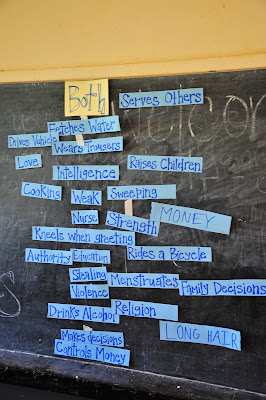 Both
Serves Others
Fetches Water
Drives Vehicle
Wears Trousers
Love
Raises Children
Intelligence
Cooking
Weak
Sweeping
Nurse
Strength
MONEY
Kneels when greeting
Rides a Bicycle
Authority
Education
Stealing
Menstruates
Family Decisions
Violence
Drinks Alcohol
Religion
LONG HAIR
Makes decisions
Controls Money